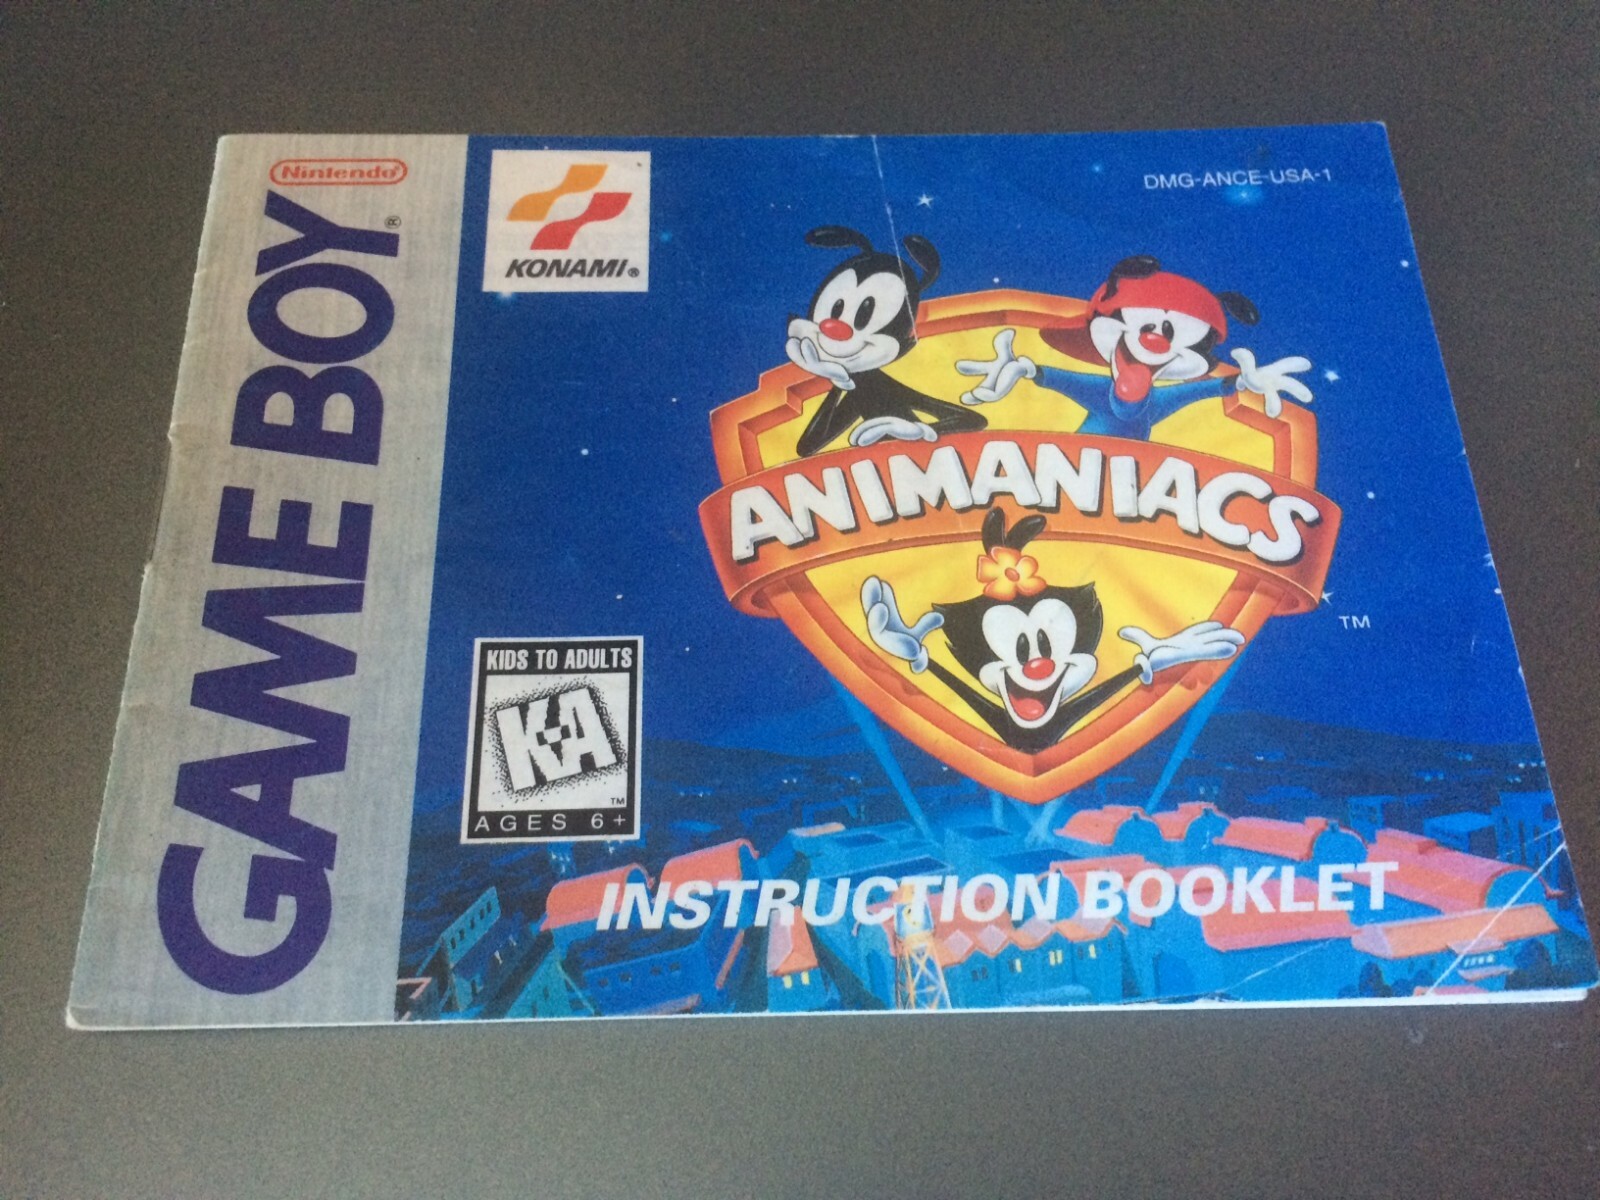 Nintendo®
GAME BOY®
KONAMI®
DMG-ANCE-USA-1
ANIMANIACS
TM
KIDS TO ADULTS
K-A
TM
AGES 6+
INSTRUCTION BOOKLET